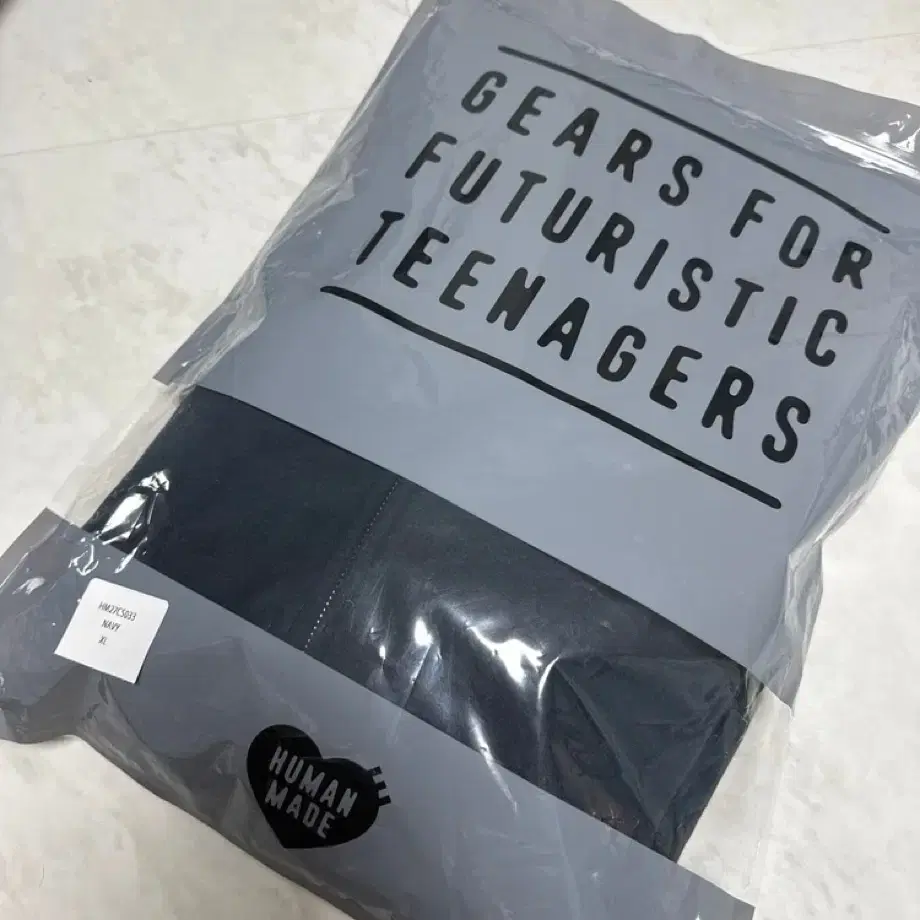 GEARS FOR
FUTURISTIC
TEENAGERS
HM27CS033
NAVY
XL
HUMAN
MADE